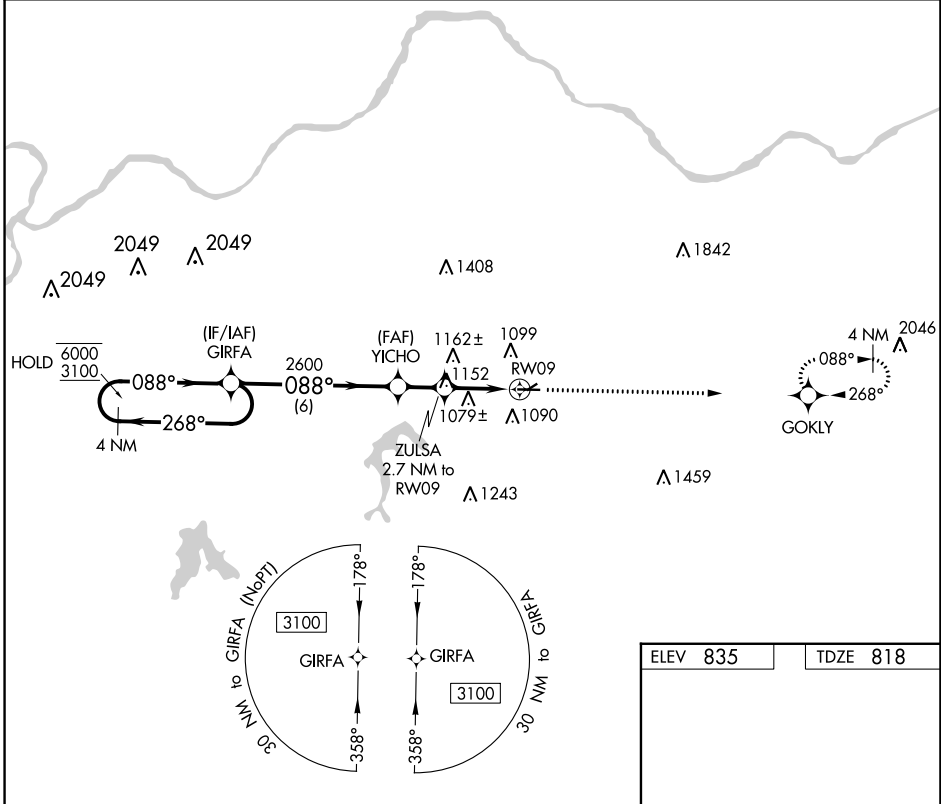 2049
2049
2049
1408
1842
HOLD
6000
3100
088°
268°
4 NM
(IF/IAF)
GIRFA
2600
088°
(6)
(FAF)
YICHO
1162±
1152
1079±
1099
RW09
1090
ZULSA
2.7 NM to
RW09
1243
1459
4 NM
2046
088°
268°
GOKLY
30 NM to GIRFA (NoPT)
178°
3100
GIRFA
358°
30 NM to GIRFA
178°
GIRFA
3100
358°
ELEV 835
TDZE 818